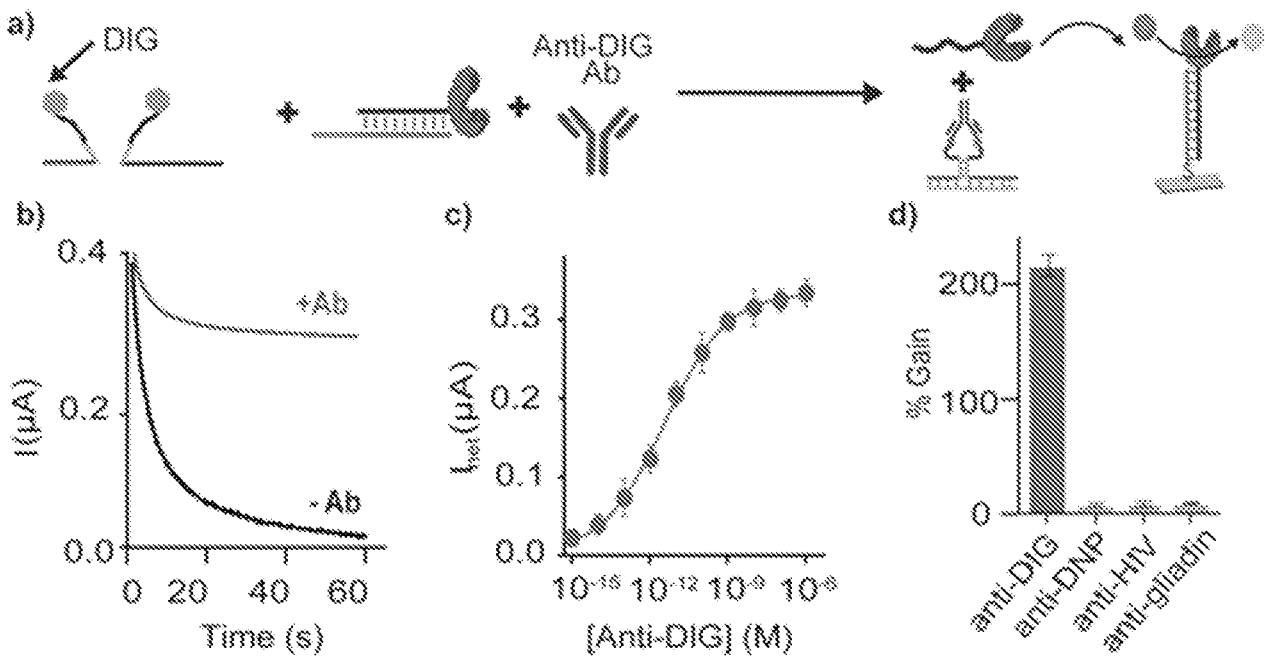 a)
DIG
+
+
Anti-DIG
Ab
+
b)
0.4
0.2
0.0
I (µA)
+Ab
- Ab
0 20 40 60
Time (s)
c)
0.3
0.2
0.1
0.0
(µA)
10⁻¹⁵ 10⁻¹² 10⁻⁹ 10⁻⁶
[Anti-DIG] (M)
d)
200
100
0
% Gain
anti-DIG
anti-DNP
anti-HIV
anti-giliadin